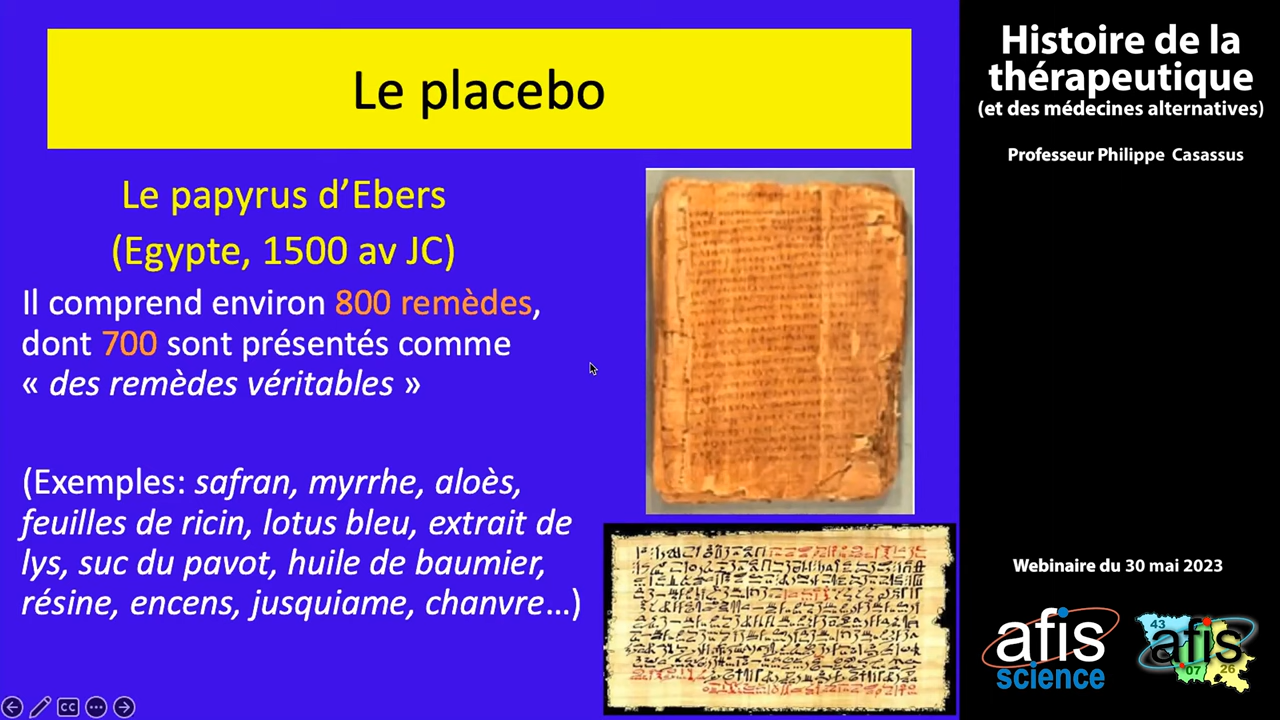 Le placebo
Le papyrus d’Ebers
(Egypte, 1500 av JC)
Il comprend environ 800 remèdes,
dont 700 sont présentés comme
« des remèdes véritables »
(Exemples: safran, myrrhe, aloès,
feuilles de ricin, lotus bleu, extrait de
lys, suc du pavot, huile de baumier,
résine, encens, jusquiame, chanvre…)
Histoire de la
thérapeutique
(et des médecines alternatives)
Professeur Philippe Casassus
Webinaire du 30 mai 2023
afis
science
43
afis
07
26
CC